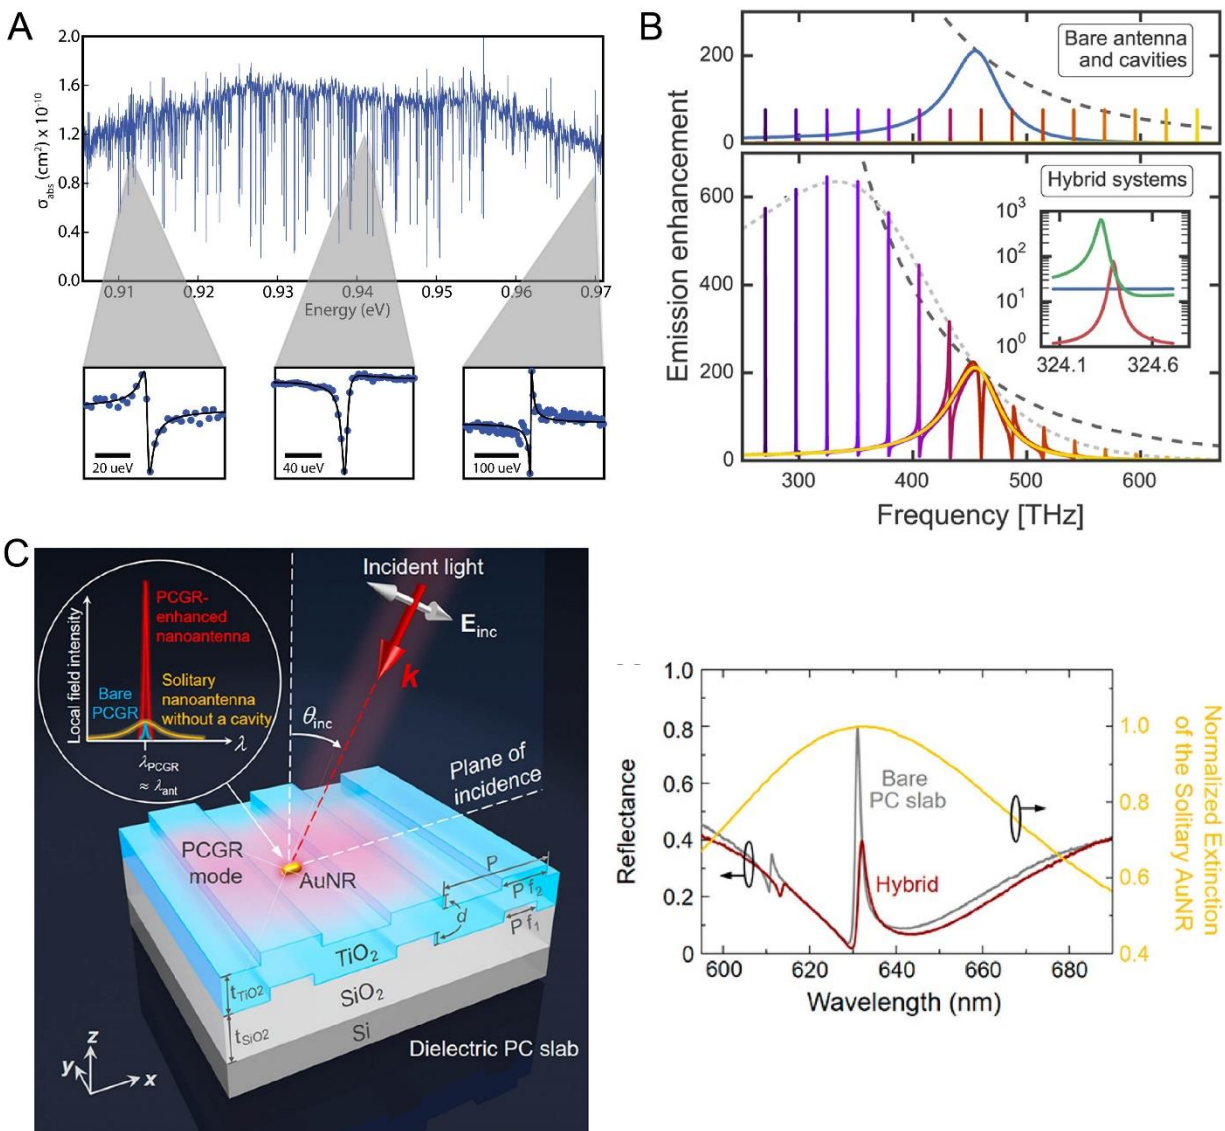 A
2.0
1.6
1.2
0.8
0.4
0.0
σabs (cm²) x 10⁻¹⁰
0.91
0.92
0.93
0.94
0.95
0.96
0.97
Energy (eV)
20 ueV
40 ueV
100 ueV
B
200
0
Bare antenna
and cavities
Emission enhancement
600
400
200
0
Hybrid systems
10³
10²
10¹
10⁰
324.1
324.6
300
400
500
600
Frequency [THz]
C
Local field intensity
PCGR-
enhanced
nanoantenna
Bare
PCGR
Solitary
nanoantenna
without a cavity
λ
λPCGR
≈ λant
Incident light
Einc
k
θinc
Plane of
incidence
PCGR
mode
AuNR
P
P f₂
d
P f₁
TiO₂
tTiO2
SiO₂
tSiO2
Si
Dielectric PC slab
z
y
x
1.0
0.8
0.6
0.4
0.2
0
Reflectance
Bare
PC slab
Hybrid
600
620
640
660
680
Wavelength (nm)
1.0
0.8
0.6
0.4
Normalized Extinction
of the Solitary AuNR